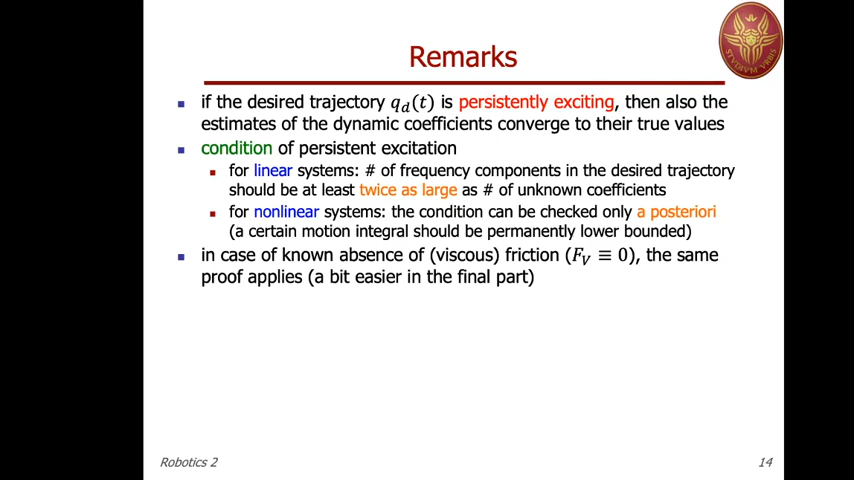 Remarks
if the desired trajectory q_d(t) is persistently exciting, then also the
estimates of the dynamic coefficients converge to their true values
condition of persistent excitation
for linear systems: # of frequency components in the desired trajectory
should be at least twice as large as # of unknown coefficients
for nonlinear systems: the condition can be checked only a posteriori
(a certain motion integral should be permanently lower bounded)
in case of known absence of (viscous) friction (F_V ≡ 0), the same
proof applies (a bit easier in the final part)
STVDIVM VRBIS
Robotics 2
14